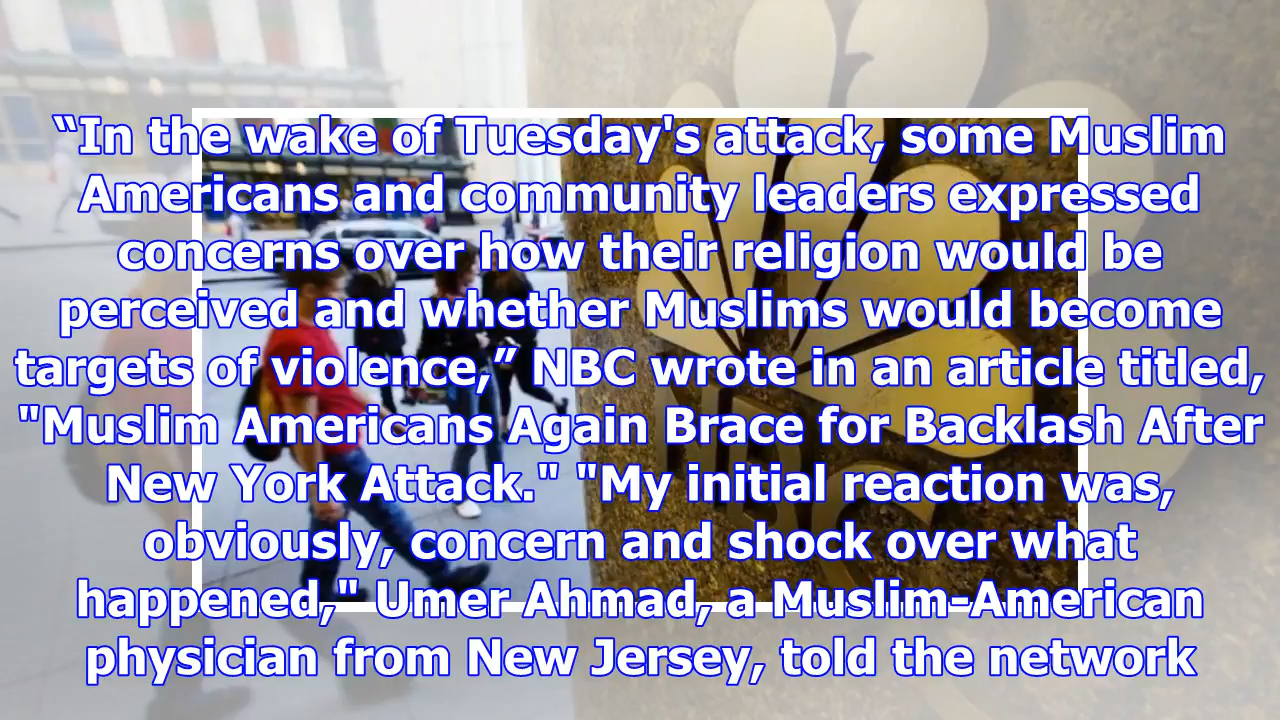 “In the wake of Tuesday's attack, some Muslim
Americans and community leaders expressed
concerns over how their religion would be
perceived and whether Muslims would become
targets of violence,” NBC wrote in an article titled,
"Muslim Americans Again Brace for Backlash After
New York Attack." "My initial reaction was,
obviously, concern and shock over what
happened," Umer Ahmad, a Muslim-American
physician from New Jersey, told the network